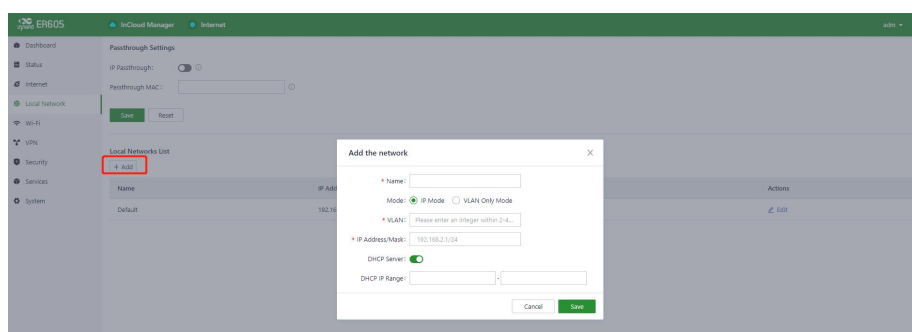 inhand ER605
InCloud Manager
Internet
adm
Dashboard
Status
Internet
Local Network
Wi-Fi
VPN
Security
Services
System
Passthrough Settings
IP Passthrough:
Passthrough MAC:
Save
Reset
Local Networks List
+ Add
Name
IP Add
Actions
Default
192.16
Edit
Add the network
* Name:
Mode: IP Mode VLAN Only Mode
* VLAN: Please enter an integer within 2-4...
* IP Address/Mask: 192.168.2.1/24
DHCP Server:
DHCP IP Range: -
Cancel
Save